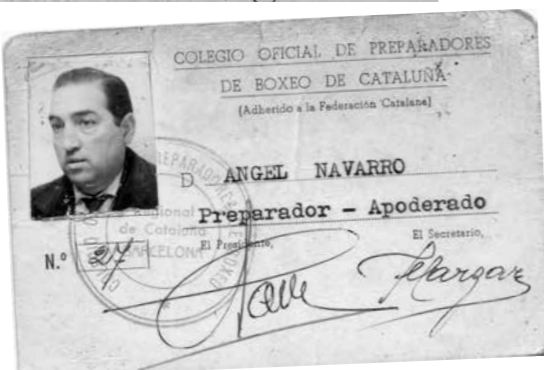 COLEGIO OFICIAL DE PREPARADORES
DE BOXEO DE CATALUÑA
(Adherido a la Federación Catalana)
D ANGEL NAVARRO
Preparador - Apoderado
El Presidente, El Secretario,
N.º 27
Regional
de Cataluña
BARCELONA